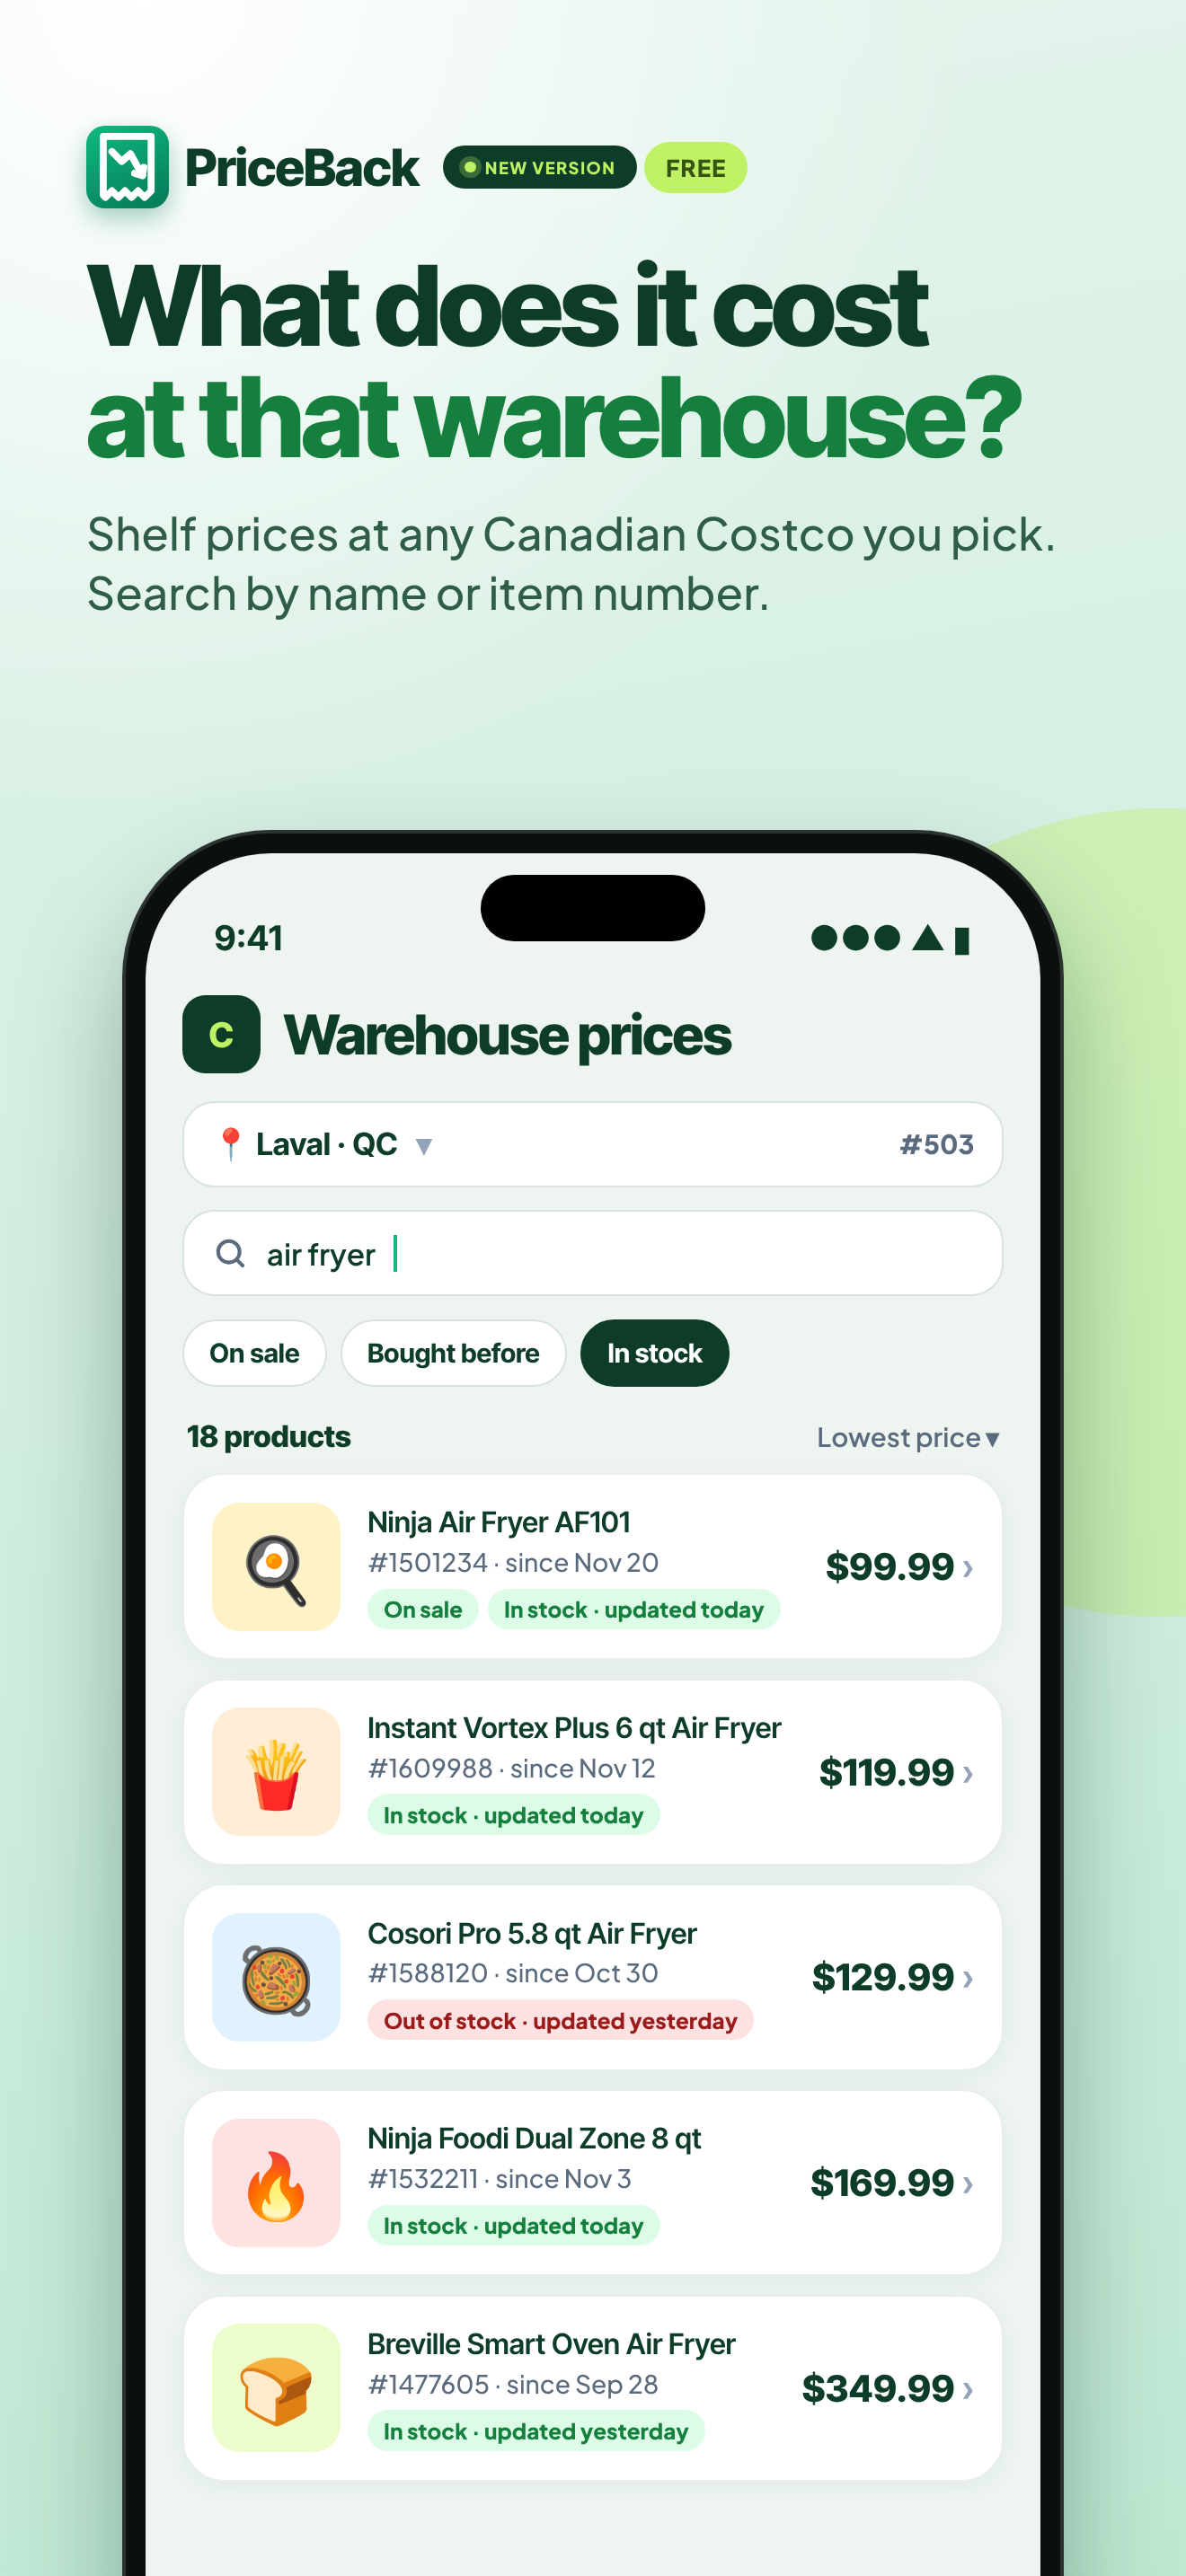 PriceBack NEW VERSION FREE
What does it cost
at that warehouse?
Shelf prices at any Canadian Costco you pick.
Search by name or item number.
9:41
C Warehouse prices
Laval · QC ▼ #503
air fryer
On sale Bought before In stock
18 products Lowest price ▾
Ninja Air Fryer AF101
#1501234 · since Nov 20
$99.99 ›
On sale In stock · updated today
Instant Vortex Plus 6 qt Air Fryer
#1609988 · since Nov 12
$119.99 ›
In stock · updated today
Cosori Pro 5.8 qt Air Fryer
#1588120 · since Oct 30
$129.99 ›
Out of stock · updated yesterday
Ninja Foodi Dual Zone 8 qt
#1532211 · since Nov 3
$169.99 ›
In stock · updated today
Breville Smart Oven Air Fryer
#1477605 · since Sep 28
$349.99 ›
In stock · updated yesterday